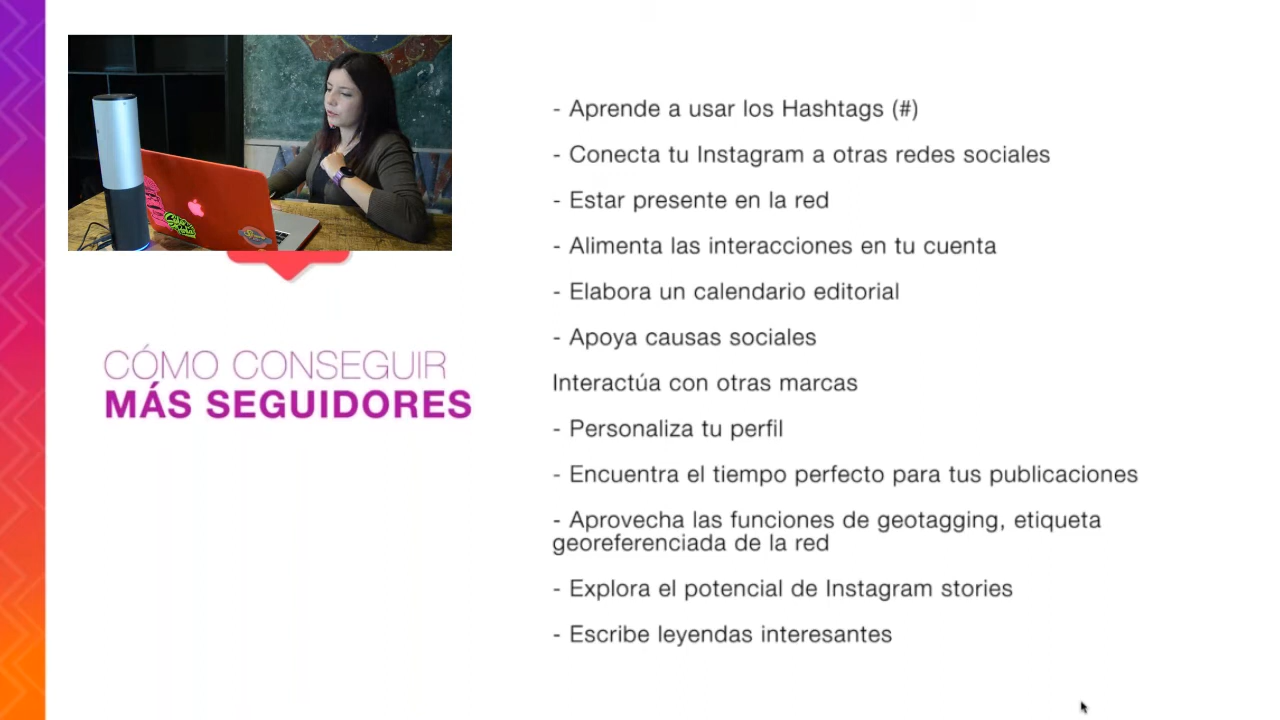 CÓMO CONSEGUIR
MÁS SEGUIDORES
- Aprende a usar los Hashtags (#)
- Conecta tu Instagram a otras redes sociales
- Estar presente en la red
- Alimenta las interacciones en tu cuenta
- Elabora un calendario editorial
- Apoya causas sociales
Interactúa con otras marcas
- Personaliza tu perfil
- Encuentra el tiempo perfecto para tus publicaciones
- Aprovecha las funciones de geotagging, etiqueta
georeferenciada de la red
- Explora el potencial de Instagram stories
- Escribe leyendas interesantes